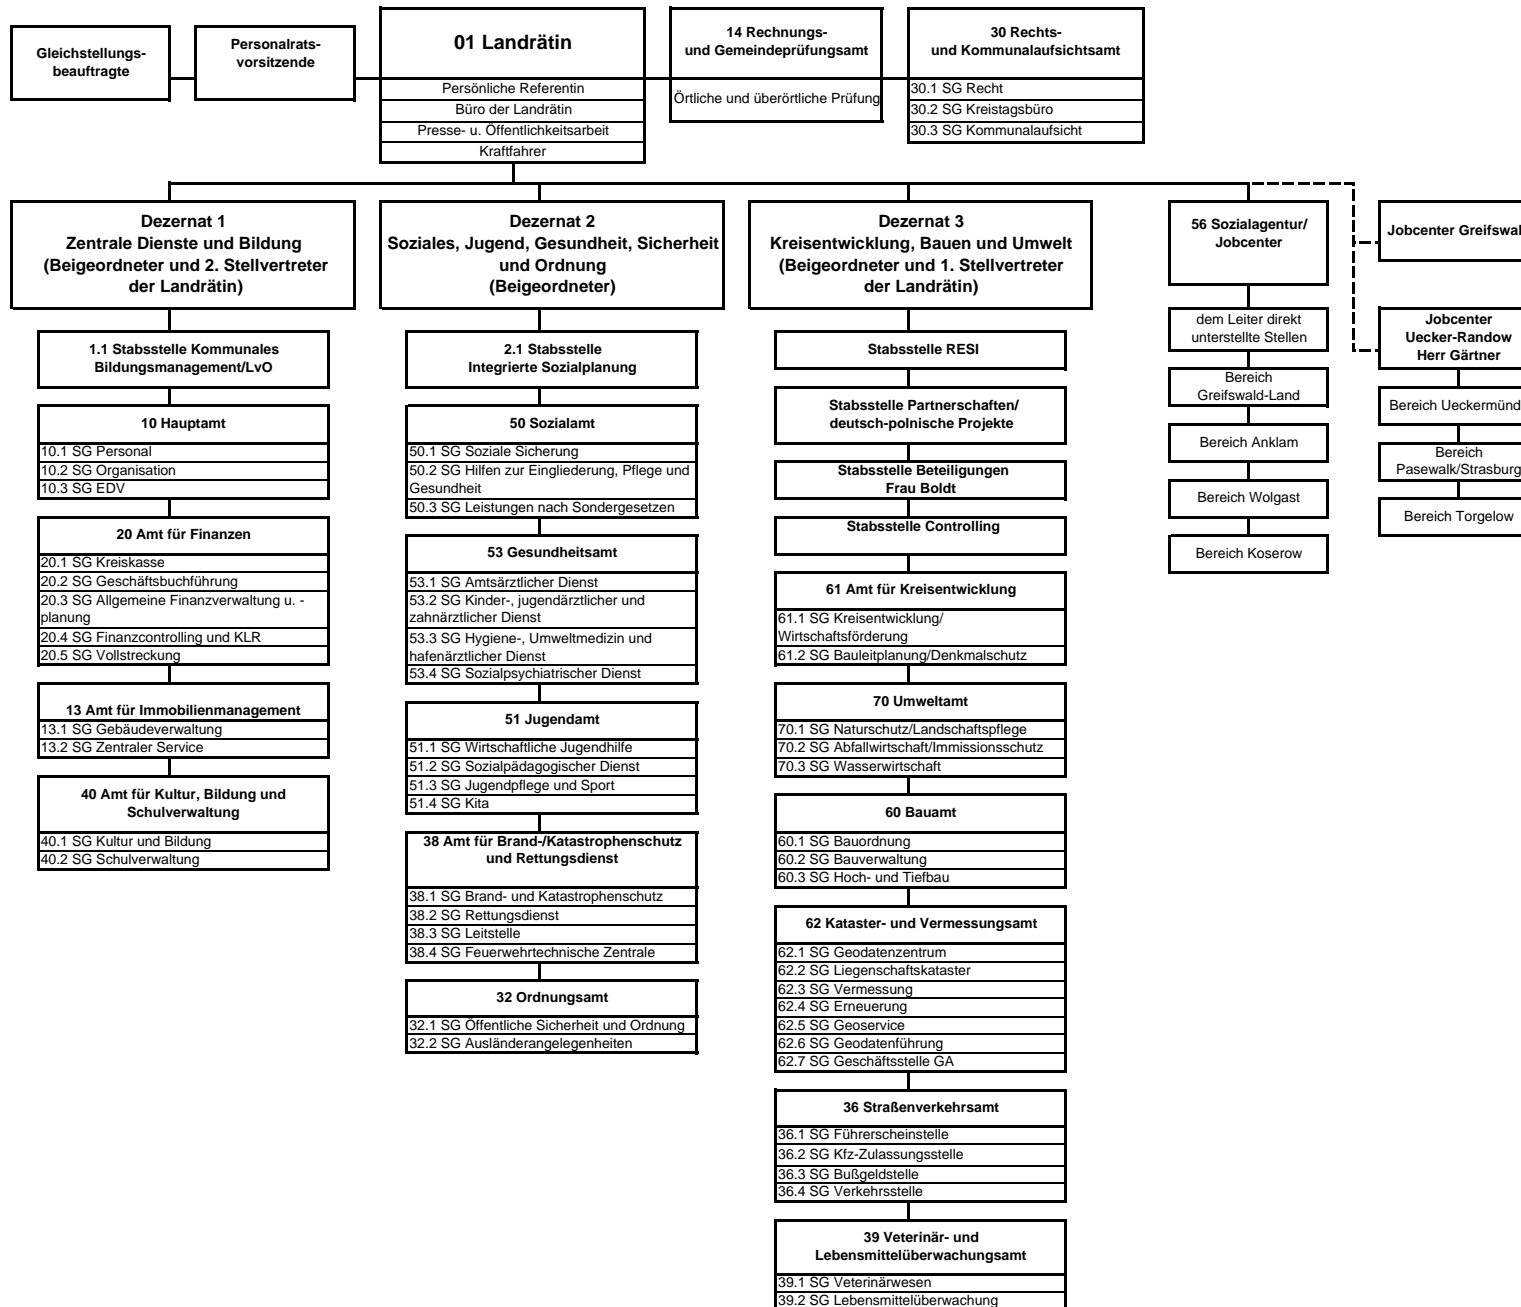 Gleichstellungs-
beauftragte
Personalrats-
vorsitzende
01 Landrätin
Persönliche Referentin
Büro der Landrätin
Presse- u. Öffentlichkeitsarbeit
Kraftfahrer
14 Rechnungs-
und Gemeindeprüfungsamt
Örtliche und überörtliche Prüfung
30 Rechts-
und Kommunalaufsichtsamt
30.1 SG Recht
30.2 SG Kreistagsbüro
30.3 SG Kommunalaufsicht
Dezernat 1
Zentrale Dienste und Bildung
(Beigeordneter und 2. Stellvertreter
der Landrätin)
1.1 Stabsstelle Kommunales
Bildungsmanagement/LvO
10 Hauptamt
10.1 SG Personal
10.2 SG Organisation
10.3 SG EDV
20 Amt für Finanzen
20.1 SG Kreiskasse
20.2 SG Geschäftsbuchführung
20.3 SG Allgemeine Finanzverwaltung u. -
planung
20.4 SG Finanzcontrolling und KLR
20.5 SG Vollstreckung
13 Amt für Immobilienmanagement
13.1 SG Gebäudeverwaltung
13.2 SG Zentraler Service
40 Amt für Kultur, Bildung und
Schulverwaltung
40.1 SG Kultur und Bildung
40.2 SG Schulverwaltung
Dezernat 2
Soziales, Jugend, Gesundheit, Sicherheit
und Ordnung
(Beigeordneter)
2.1 Stabsstelle
Integrierte Sozialplanung
50 Sozialamt
50.1 SG Soziale Sicherung
50.2 SG Hilfen zur Eingliederung, Pflege und
Gesundheit
50.3 SG Leistungen nach Sondergesetzen
53 Gesundheitsamt
53.1 SG Amtsärztlicher Dienst
53.2 SG Kinder-, jugendärztlicher und
zahnärztlicher Dienst
53.3 SG Hygiene-, Umweltmedizin und
hafenärztlicher Dienst
53.4 SG Sozialpsychiatrischer Dienst
51 Jugendamt
51.1 SG Wirtschaftliche Jugendhilfe
51.2 SG Sozialpädagogischer Dienst
51.3 SG Jugendpflege und Sport
51.4 SG Kita
38 Amt für Brand-/Katastrophenschutz
und Rettungsdienst
38.1 SG Brand- und Katastrophenschutz
38.2 SG Rettungsdienst
38.3 SG Leitstelle
38.4 SG Feuerwehrtechnische Zentrale
32 Ordnungsamt
32.1 SG Öffentliche Sicherheit und Ordnung
32.2 SG Ausländerangelegenheiten
Dezernat 3
Kreisentwicklung, Bauen und Umwelt
(Beigeordneter und 1. Stellvertreter
der Landrätin)
Stabsstelle RESI
Stabsstelle Partnerschaften/
deutsch-polnische Projekte
Stabsstelle Beteiligungen
Frau Boldt
Stabsstelle Controlling
61 Amt für Kreisentwicklung
61.1 SG Kreisentwicklung/
Wirtschaftsförderung
61.2 SG Bauleitplanung/Denkmalschutz
70 Umweltamt
70.1 SG Naturschutz/Landschaftspflege
70.2 SG Abfallwirtschaft/Immissionsschutz
70.3 SG Wasserwirtschaft
60 Bauamt
60.1 SG Bauordnung
60.2 SG Bauverwaltung
60.3 SG Hoch- und Tiefbau
62 Kataster- und Vermessungsamt
62.1 SG Geodatenzentrum
62.2 SG Liegenschaftskataster
62.3 SG Vermessung
62.4 SG Erneuerung
62.5 SG Geoservice
62.6 SG Geodatenführung
62.7 SG Geschäftsstelle GA
36 Straßenverkehrsamt
36.1 SG Führerscheinstelle
36.2 SG Kfz-Zulassungsstelle
36.3 SG Bußgeldstelle
36.4 SG Verkehrsstelle
39 Veterinär- und
Lebensmittelüberwachungsamt
39.1 SG Veterinärwesen
39.2 SG Lebensmittelüberwachung
56 Sozialagentur/
Jobcenter
dem Leiter direkt
unterstellte Stellen
Bereich
Greifswald-Land
Bereich Anklam
Bereich Wolgast
Bereich Koserow
Jobcenter Greifswal
Jobcenter
Uecker-Randow
Herr Gärtner
Bereich Ueckermünd
Bereich
Pasewalk/Strasburg
Bereich Torgelow